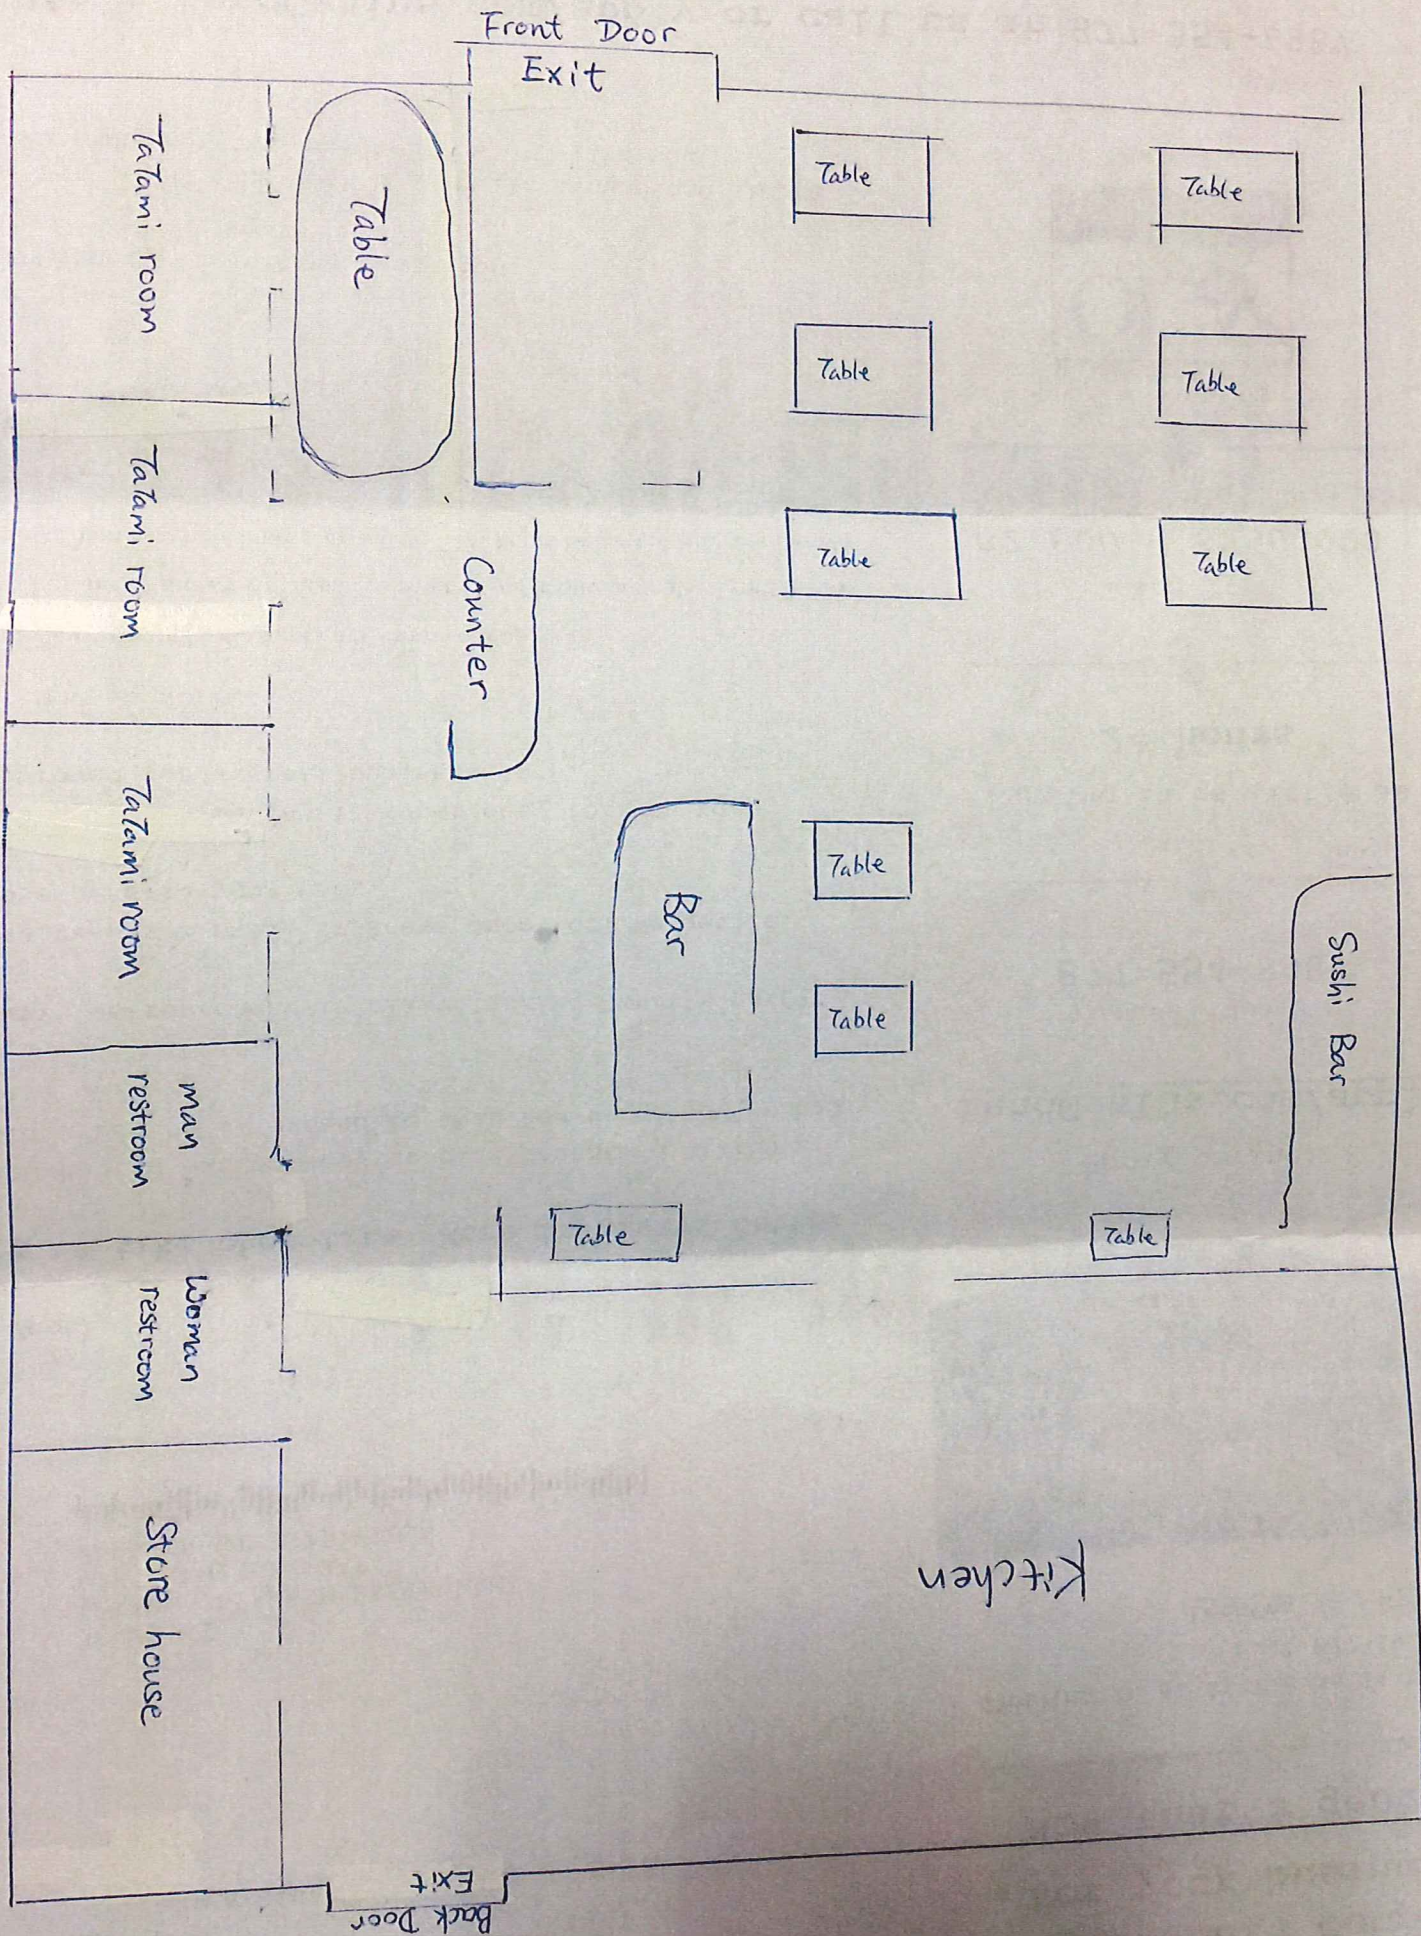 Front Door
Exit
Tatami room
Table
Table
Table
Table
Table
Tatami room
Counter
Table
Table
Tatami room
Bar
Table
Table
Sushi Bar
man
restroom
Table
Table
Woman
restroom
Store house
Kitchen
Exit
Back Door